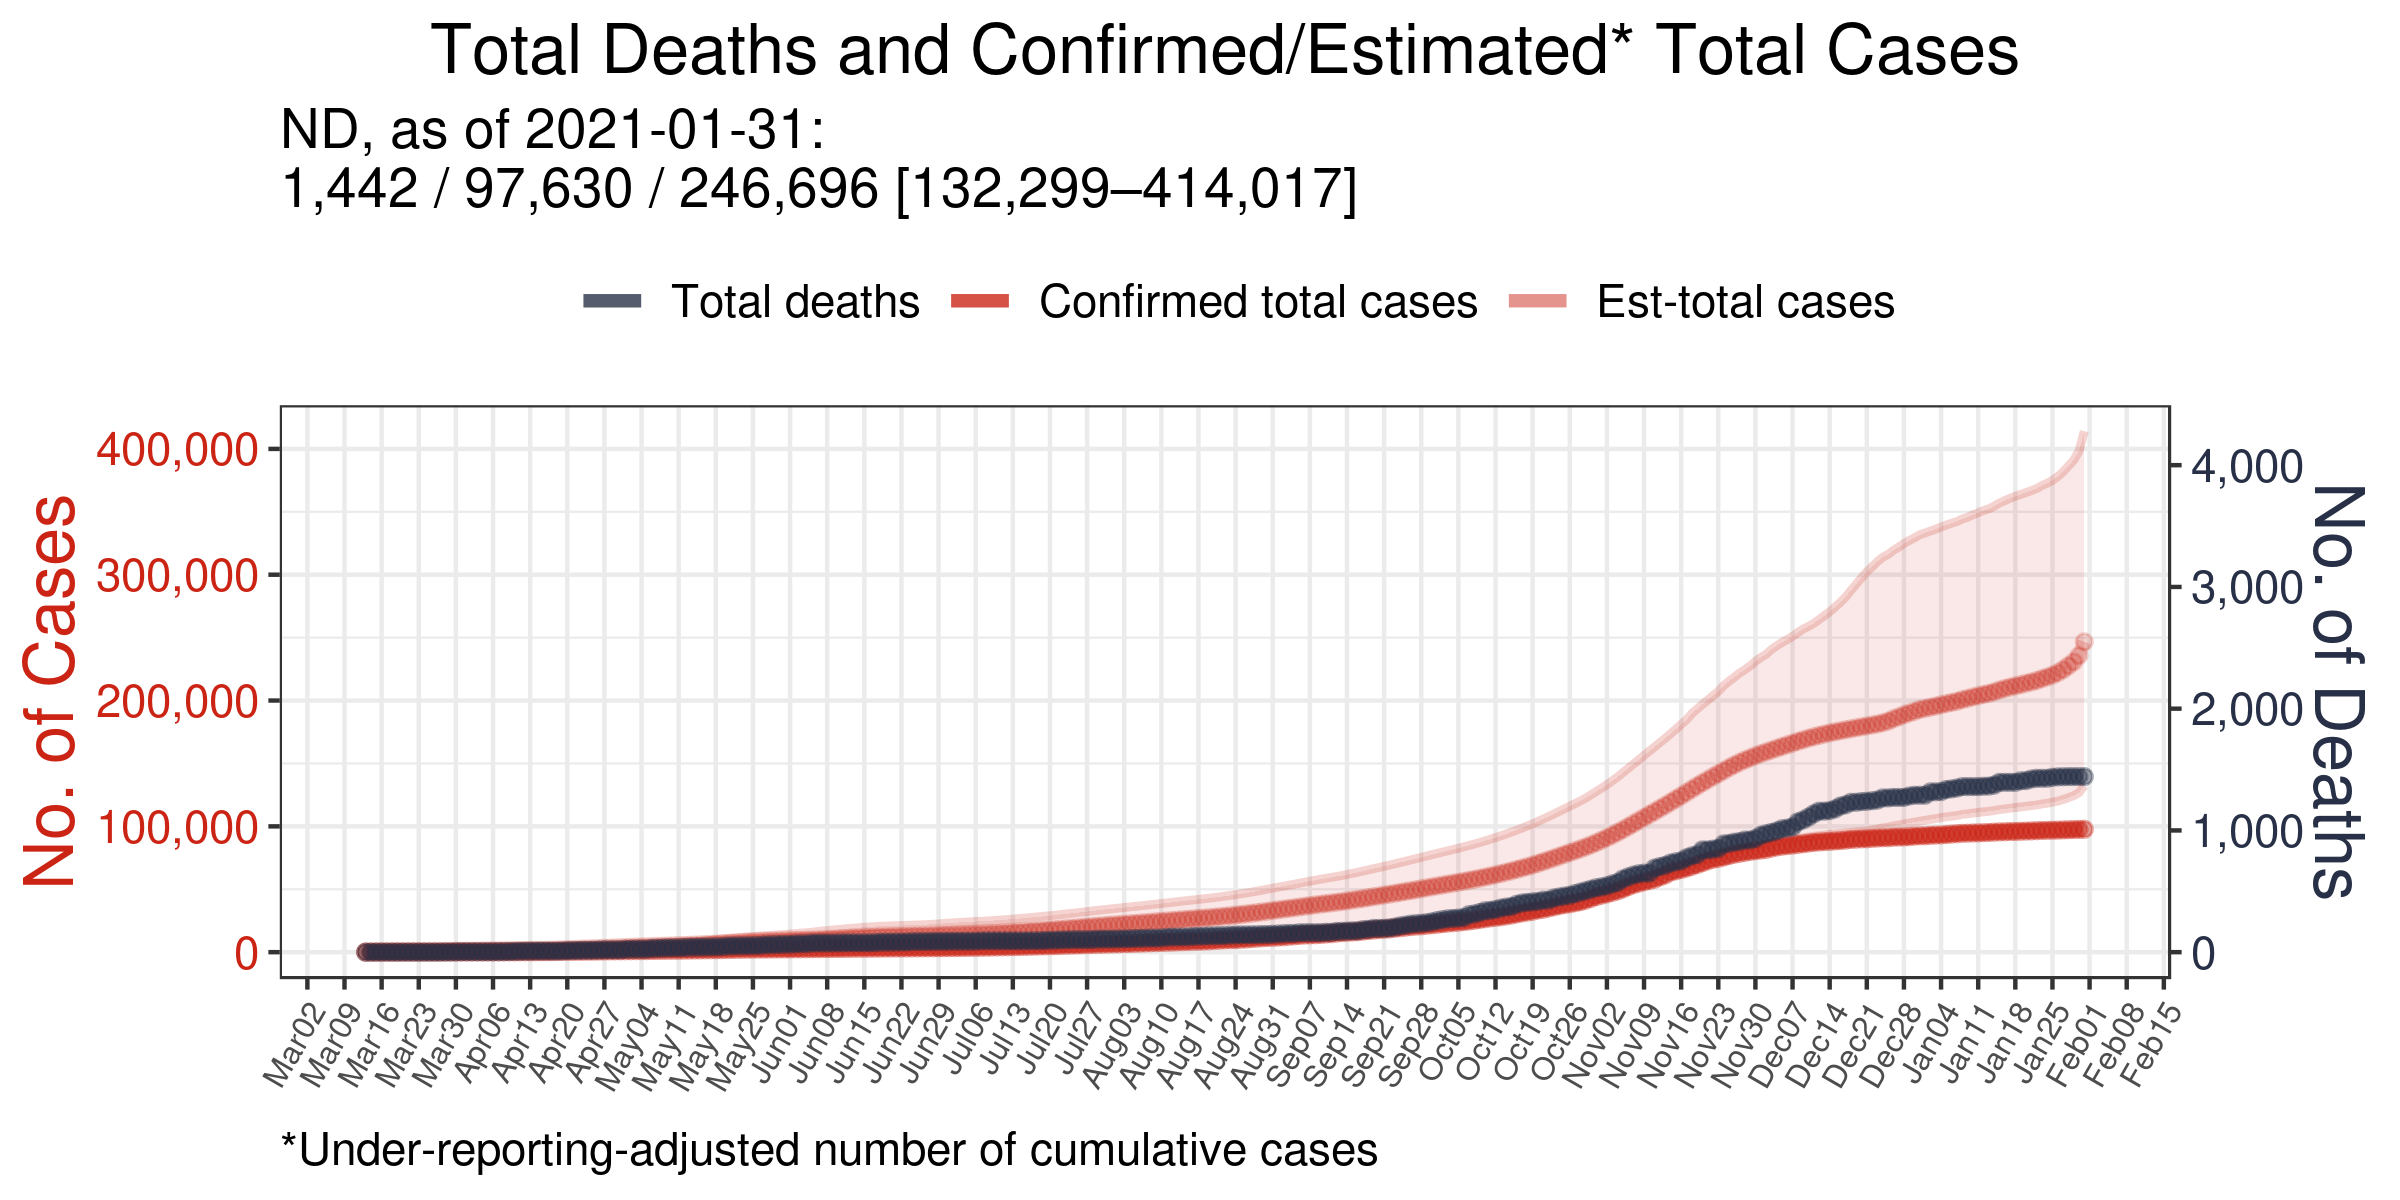 Total Deaths and Confirmed/Estimated* Total Cases
ND, as of 2021-01-31:
1,442 / 97,630 / 246,696 [132,299–414,017]
Total deaths
Confirmed total cases
Est-total cases
No. of Cases
400,000
300,000
200,000
100,000
0
4,000
3,000
2,000
1,000
0
No. of Deaths
Mar02
Mar09
Mar16
Mar23
Mar30
Apr06
Apr13
Apr20
Apr27
May04
May11
May18
May25
Jun01
Jun08
Jun15
Jun22
Jun29
Jul06
Jul13
Jul20
Jul27
Aug03
Aug10
Aug17
Aug24
Aug31
Sep07
Sep14
Sep21
Sep28
Oct05
Oct12
Oct19
Oct26
Nov02
Nov09
Nov16
Nov23
Nov30
Dec07
Dec14
Dec21
Dec28
Jan04
Jan11
Jan18
Jan25
Feb01
Feb08
Feb15
*Under-reporting-adjusted number of cumulative cases